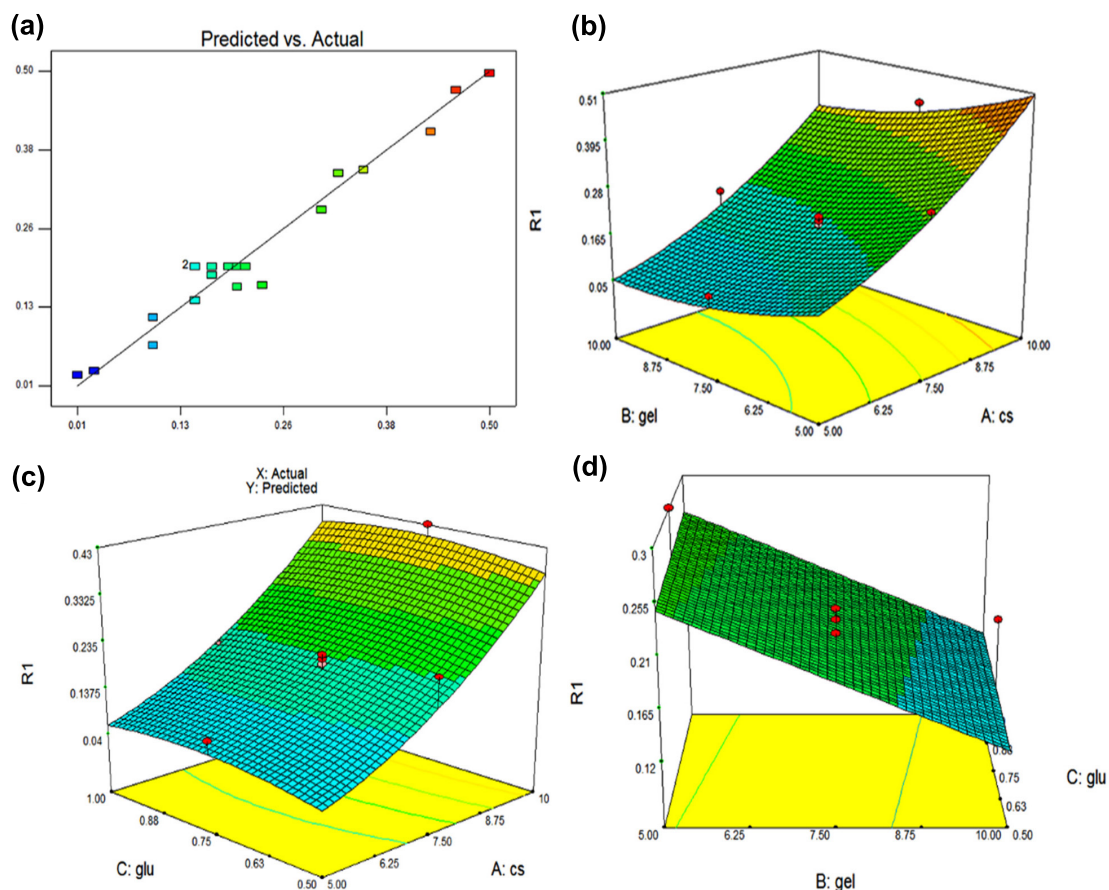 (a)
Predicted vs. Actual
0.50
0.38
0.26
0.13
0.01
2
0.01 0.13 0.26 0.38 0.50
X: Actual
Y: Predicted
(b)
R1
0.51
0.395
0.28
0.165
0.05
10.00 8.75 7.50 6.25 5.00
B: gel
5.00 6.25 7.50 8.75 10.00
A: cs
(c)
R1
0.43
0.3325
0.235
0.1375
0.04
1.00 0.88 0.75 0.63 0.50
C: glu
5.00 6.25 7.50 8.75 10
A: cs
(d)
R1
0.3
0.255
0.21
0.165
0.12
5.00 6.25 7.50 8.75 10.00
B: gel
0.50 0.63 0.75
C: glu